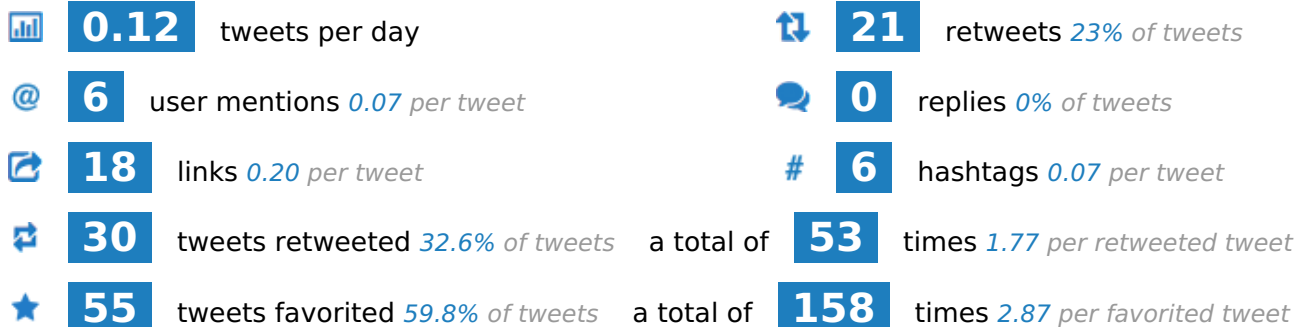 0.12 tweets per day 21 retweets 23% of tweets
@ 6 user mentions 0.07 per tweet 0 replies 0% of tweets
18 links 0.20 per tweet # 6 hashtags 0.07 per tweet
30 tweets retweeted 32.6% of tweets a total of 53 times 1.77 per retweeted tweet
55 tweets favorited 59.8% of tweets a total of 158 times 2.87 per favorited tweet